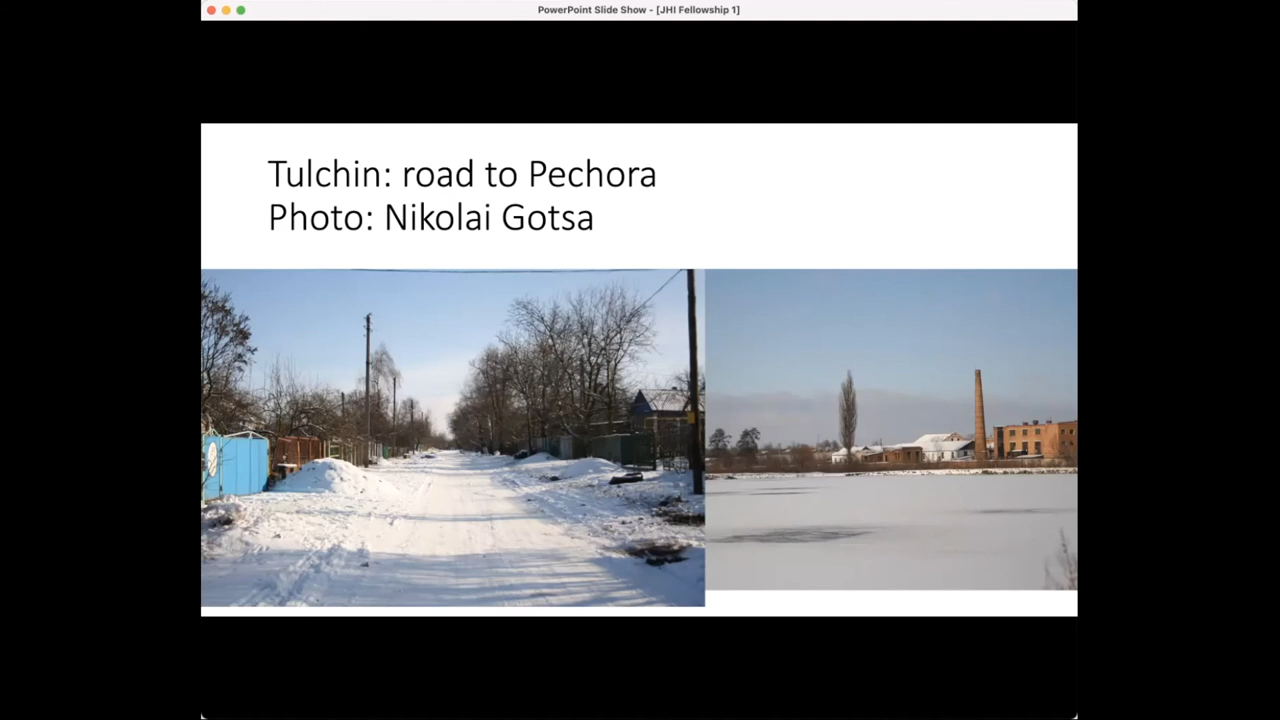 PowerPoint Slide Show - [JHI Fellowship 1]
Tulchin: road to Pechora
Photo: Nikolai Gotsa